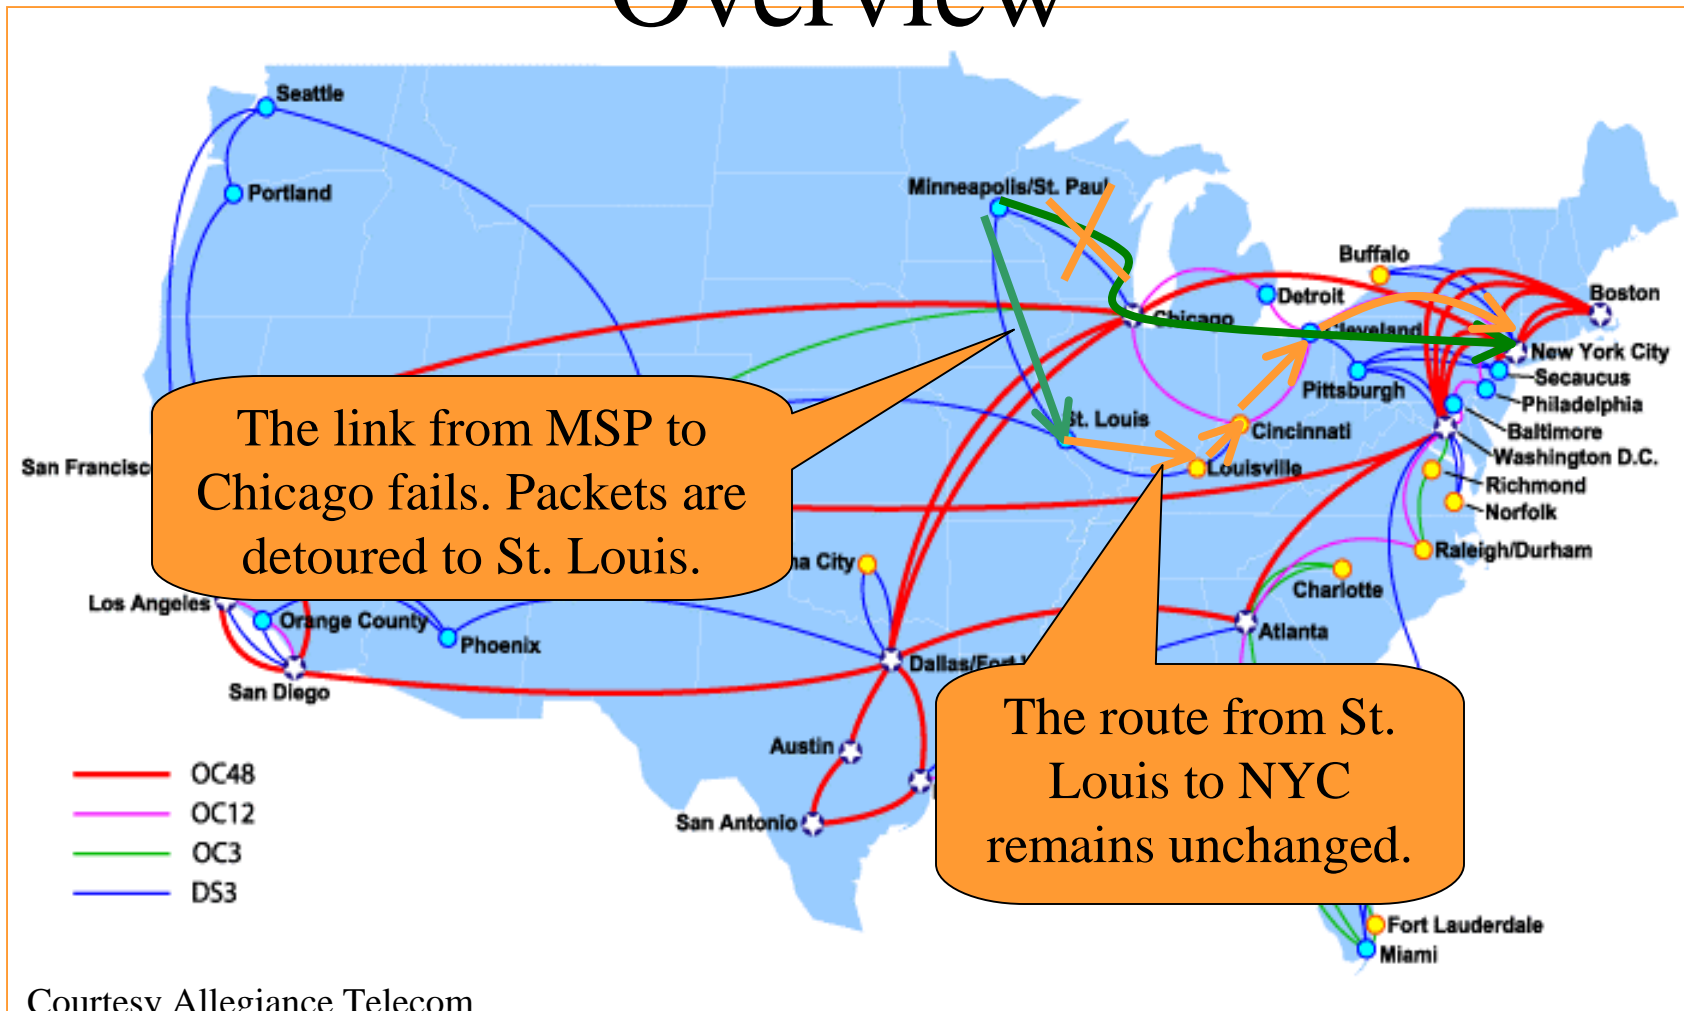 Overview
Seattle
Portland
Minneapolis/St. Paul
Buffalo
Boston
Detroit
Chicago
Cleveland
New York City
Secaucus
Pittsburgh
Philadelphia
Baltimore
Washington D.C.
St. Louis
Cincinnati
Louisville
Richmond
Norfolk
Raleigh/Durham
Charlotte
Atlanta
San Francisc
The link from MSP to
Chicago fails. Packets are
detoured to St. Louis.
ma City
Los Angeles
Orange County
Phoenix
San Diego
Dallas/Fort
Austin
San Antonio
The route from St.
Louis to NYC
remains unchanged.
OC48
OC12
OC3
DS3
Fort Lauderdale
Miami
Courtesy Allegiance Telecom